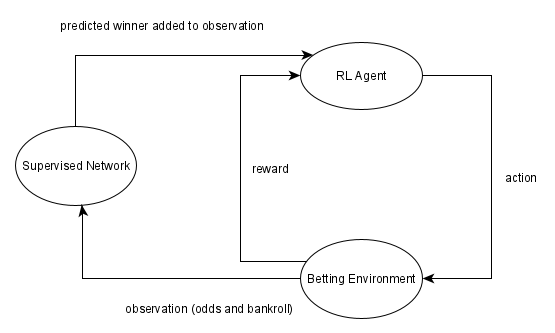 predicted winner added to observation
RL Agent
Supervised Network
reward
action
Betting Environment
observation (odds and bankroll)